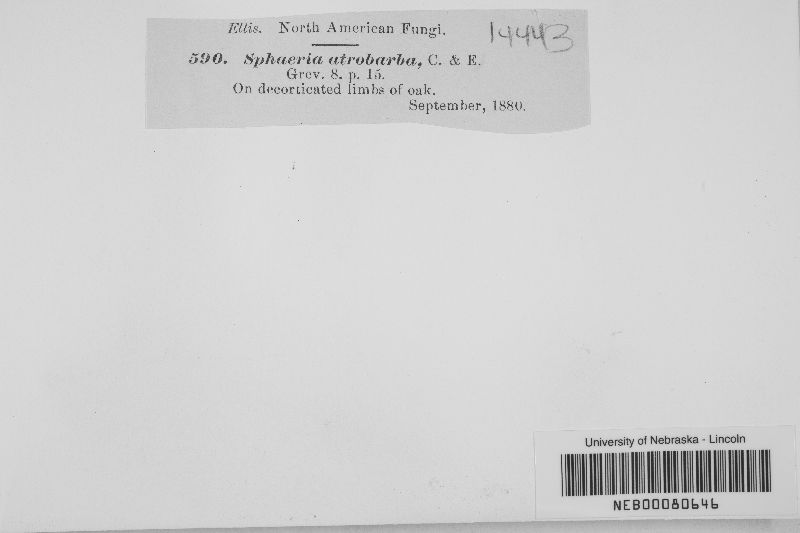 Ellis. North American Fungi.
14443
590. Sphaeria atrobarba, C. & E.
Grev. 8. p. 15.
On decorticated limbs of oak.
September, 1880.
University of Nebraska - Lincoln
NEB00080646